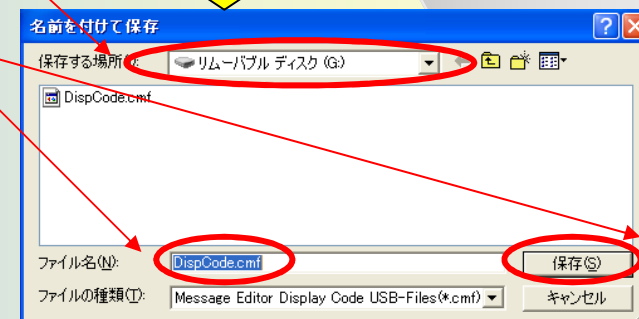 名前を付けて保存
保存する場所(I): リムーバブル ディスク (G:)
DispCode.cmf
ファイル名(N): DispCode.cmf 保存(S)
ファイルの種類(T): Message Editor Display Code USB-Files(*.cmf) キャンセル